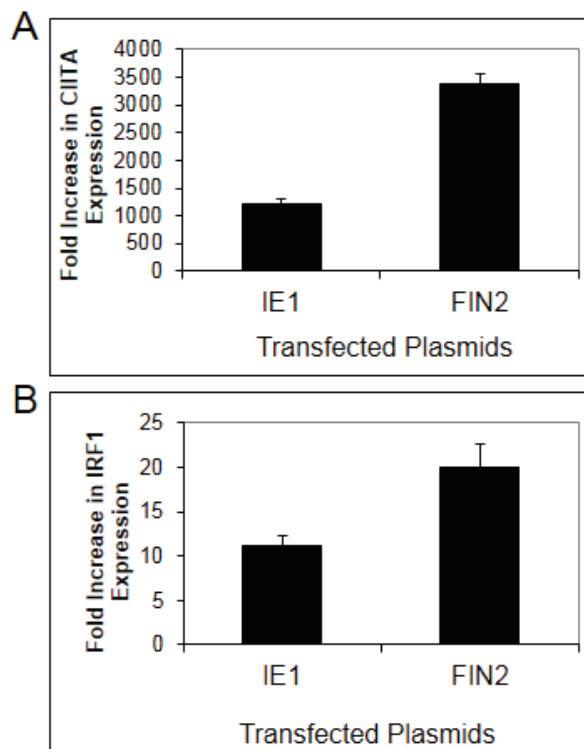 A
Fold Increase in CIITA
Expression
4000
3500
3000
2500
2000
1500
1000
500
0
IE1 FIN2
Transfected Plasmids
B
Fold Increase in IRF1
Expression
25
20
15
10
5
0
IE1 FIN2
Transfected Plasmids